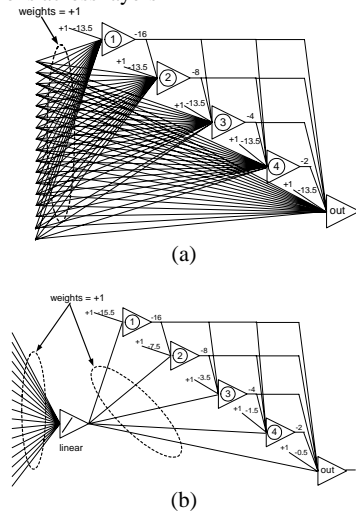 weights = +1
+1 -13.5 1 -16
+1 -13.5 2 -8
+1 -13.5 3 -4
+1 -13.5 4 -2
+1 -13.5
out
(a)
weights = +1
+1 -15.5 1 -16
-7.5 2 -8
+1
+1 -3.5 3 -4
+1 -1.5 4 -2
+1 -0.5
linear
out
(b)